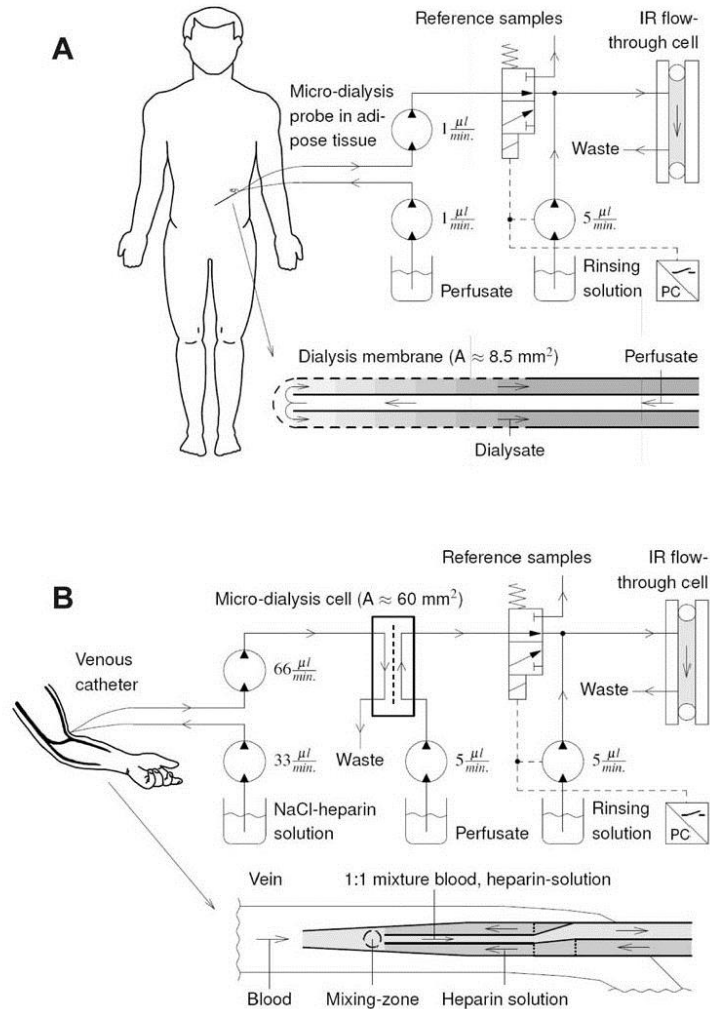 A
Reference samples
IR flow-
through cell
Micro-dialysis
probe in adi-
pose tissue
1 μl/min.
Waste
1 μl/min.
5 μl/min.
Perfusate
Rinsing
solution
PC
Dialysis membrane (A ≈ 8.5 mm²)
Perfusate
Dialysate
B
Reference samples
IR flow-
through cell
Micro-dialysis cell (A ≈ 60 mm²)
Venous
catheter
66 μl/min.
Waste
Waste
33 μl/min.
5 μl/min.
5 μl/min.
NaCl-heparin
solution
Perfusate
Rinsing
solution
PC
Vein
1:1 mixture blood, heparin-solution
Blood
Mixing-zone
Heparin solution